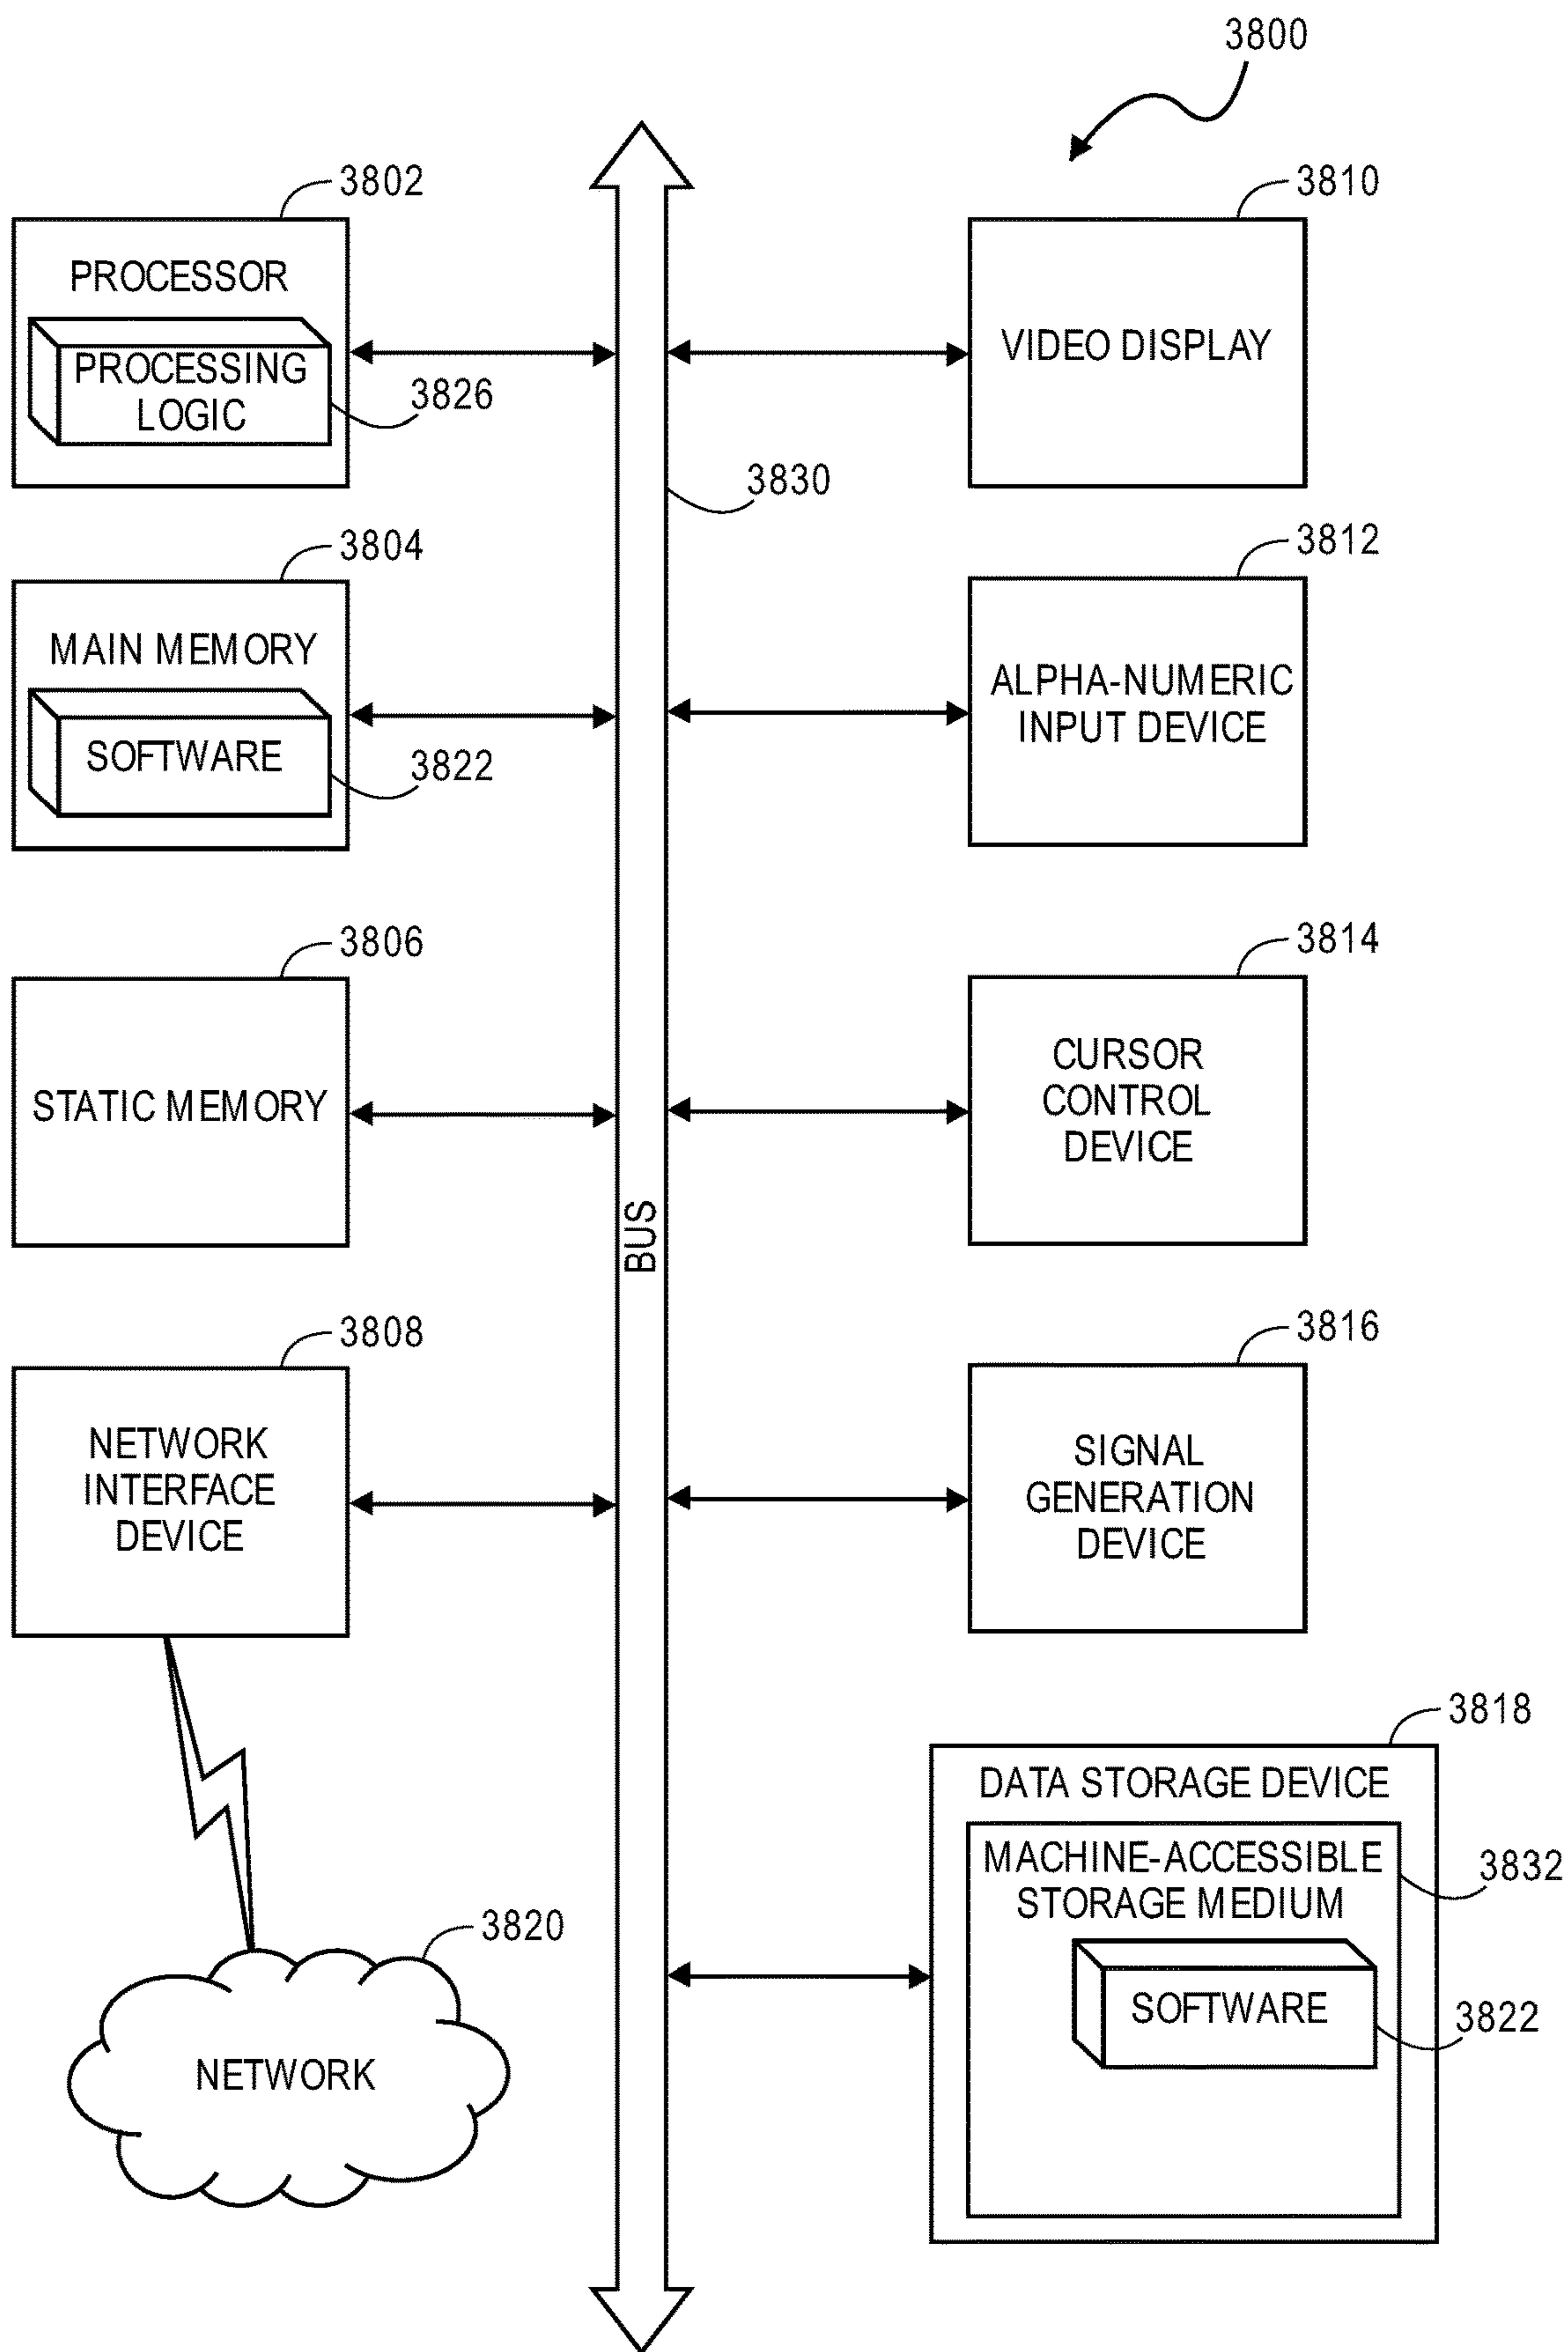 3800
3802
PROCESSOR
PROCESSING
LOGIC
3826
3804
MAIN MEMORY
SOFTWARE
3822
3806
STATIC MEMORY
3808
NETWORK
INTERFACE
DEVICE
3820
NETWORK
BUS
3830
3810
VIDEO DISPLAY
3812
ALPHA-NUMERIC
INPUT DEVICE
3814
CURSOR
CONTROL
DEVICE
3816
SIGNAL
GENERATION
DEVICE
3818
DATA STORAGE DEVICE
MACHINE-ACCESSIBLE
STORAGE MEDIUM
3832
SOFTWARE
3822